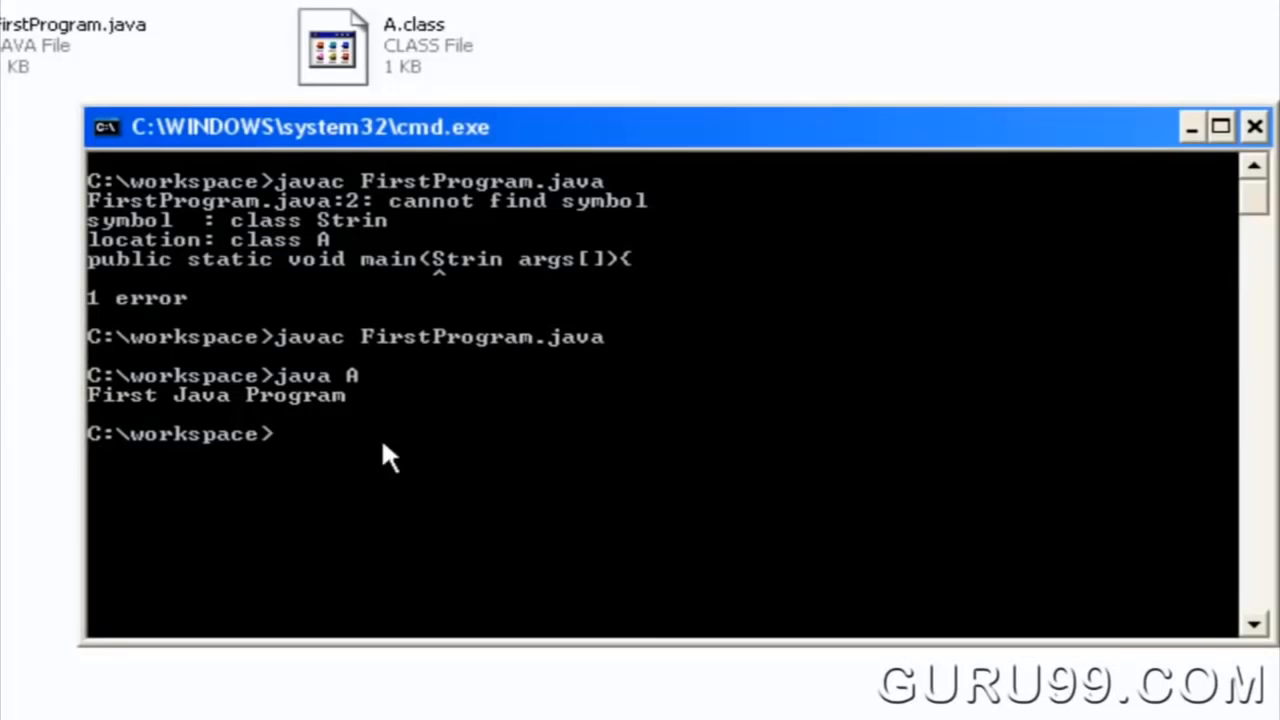 irstProgram.java
AVA File
KB
A.class
CLASS File
1 KB
C:\WINDOWS\system32\cmd.exe
C:\workspace>javac FirstProgram.java
FirstProgram.java:2: cannot find symbol
symbol  : class Strin
location: class A
public static void main(Strin args[]){
^
1 error
C:\workspace>javac FirstProgram.java
C:\workspace>java A
First Java Program
C:\workspace>
GURU99.COM